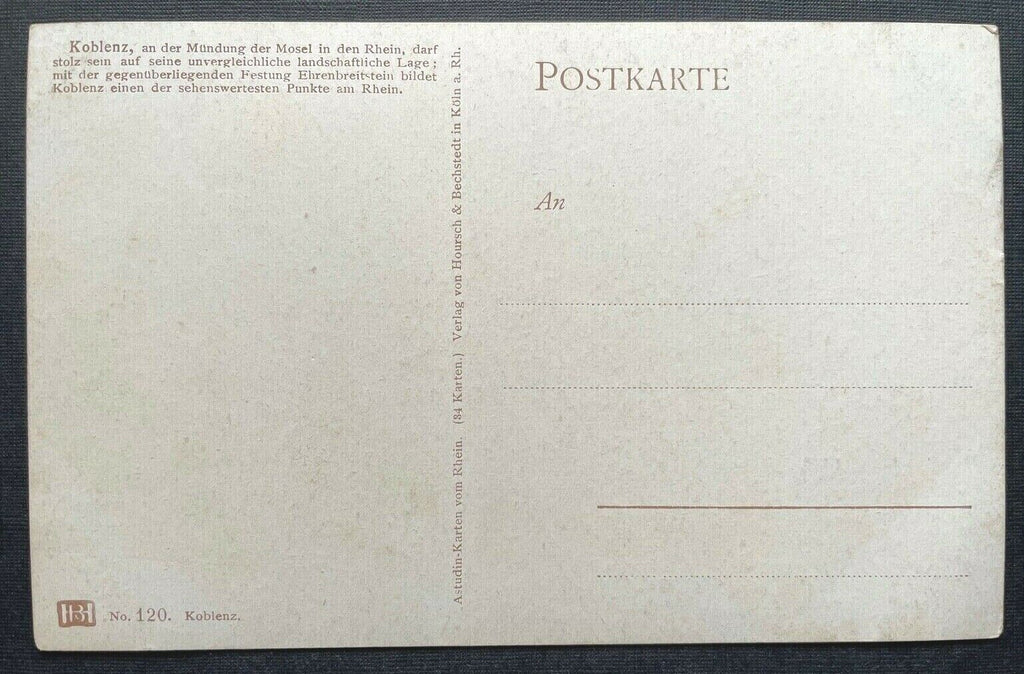 Koblenz, an der Mündung der Mosel in den Rhein, darf
stolz sein auf seine unvergleichliche landschaftliche Lage;
mit der gegenüberliegenden Festung Ehrenbreitstein bildet
Koblenz einen der sehenswertesten Punkte am Rhein.
Astudin-Karten vom Rhein. (34 Karten.) Verlag von Hoursch & Bechstedt in Köln a. Rh.
POSTKARTE
An
HB No. 120. Koblenz.